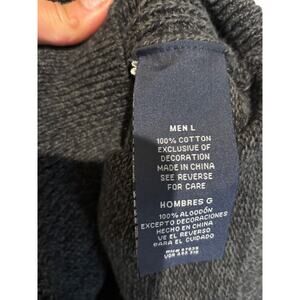 MEN L
100% COTTON
EXCLUSIVE OF
DECORATION
MADE IN CHINA
SEE REVERSE
FOR CARE
HOMBRES G
100% ALGODÓN
EXCEPTO DECORACIONES
HECHO EN CHINA
VE EL REVERSO
PARA EL CUIDADO